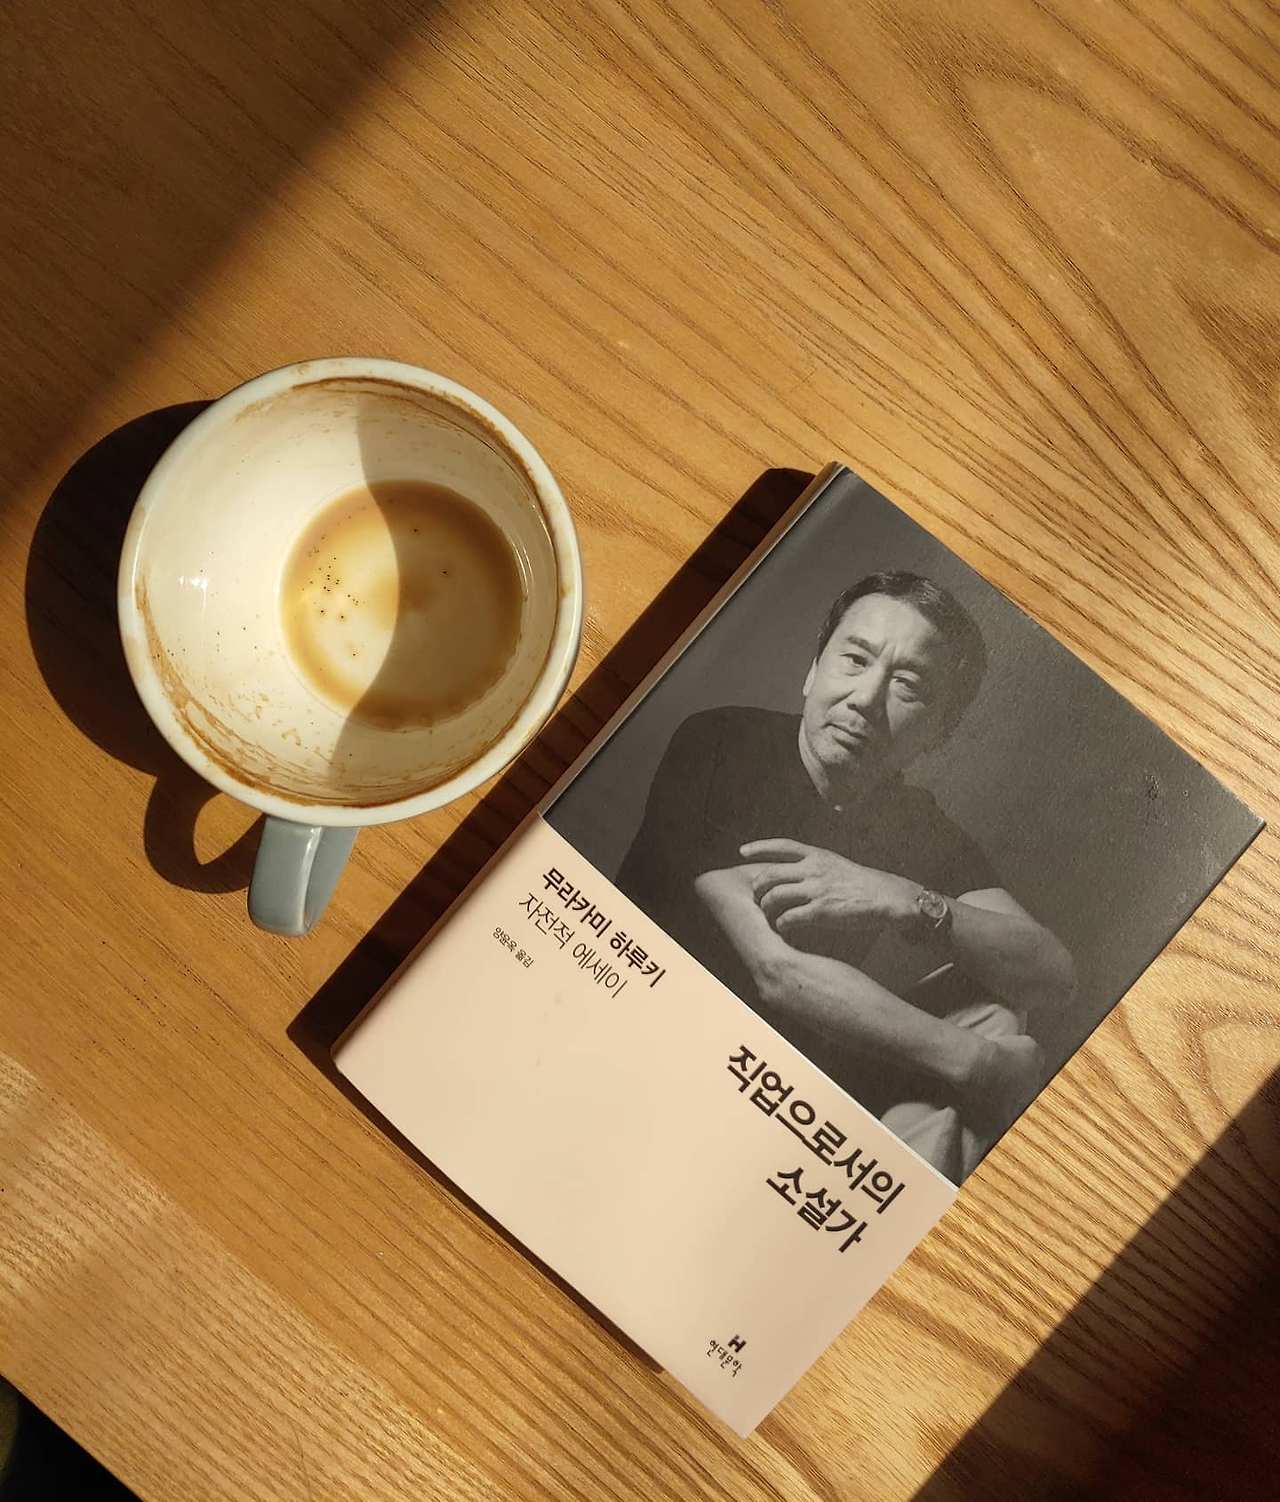 무라카미 하루키
자전적 에세이
양윤옥 옮김
직업으로서의
소설가
H
현대문학